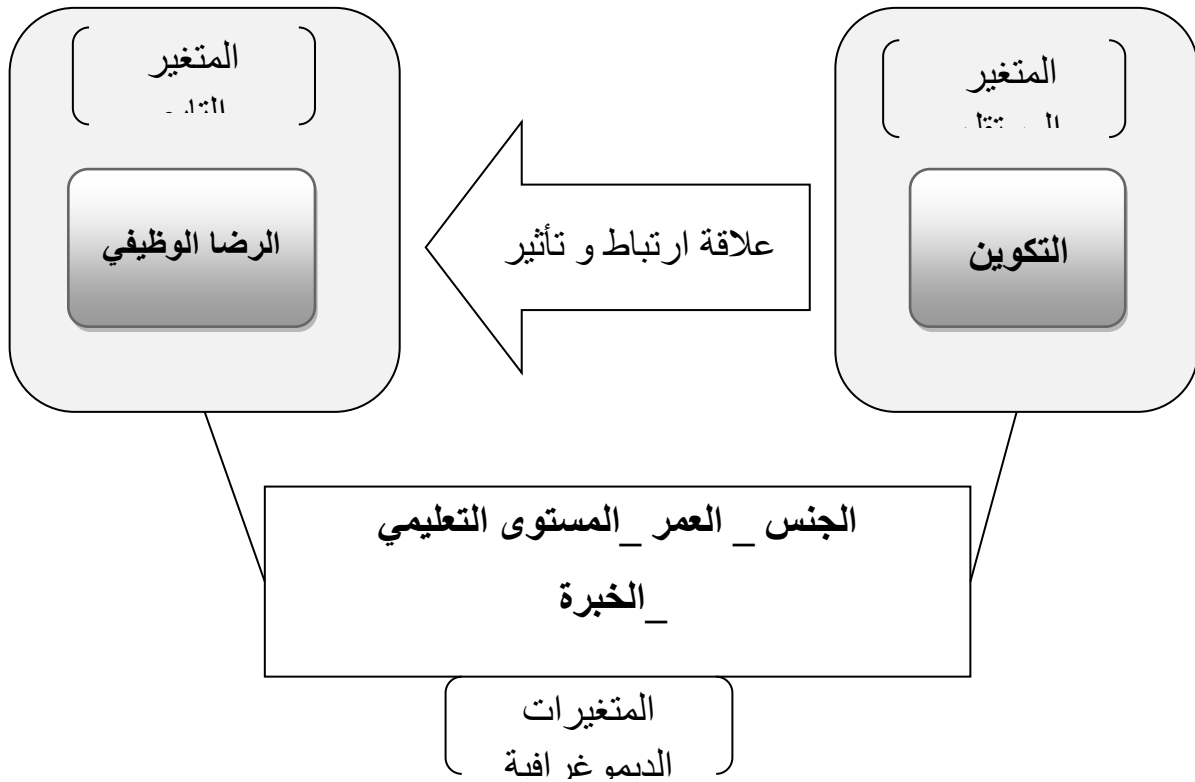 المتغير
التكوين
علاقة ارتباط و تأثير
المتغير
الرضا الوظيفي
الجنس _ العمر _المستوى التعليمي
_الخبرة
المتغيرات
الديموغرافية